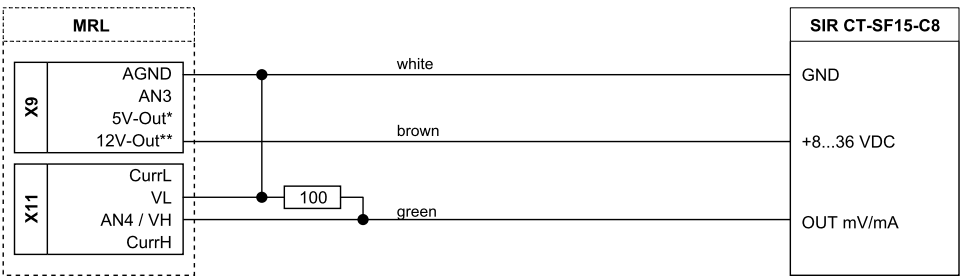 MRL
SIR CT-SF15-C8
X9
AGND
AN3
5V-Out*
12V-Out**
white
brown
GND
+8...36 VDC
X11
CurrL
VL
AN4 / VH
CurrH
100
green
OUT mV/mA